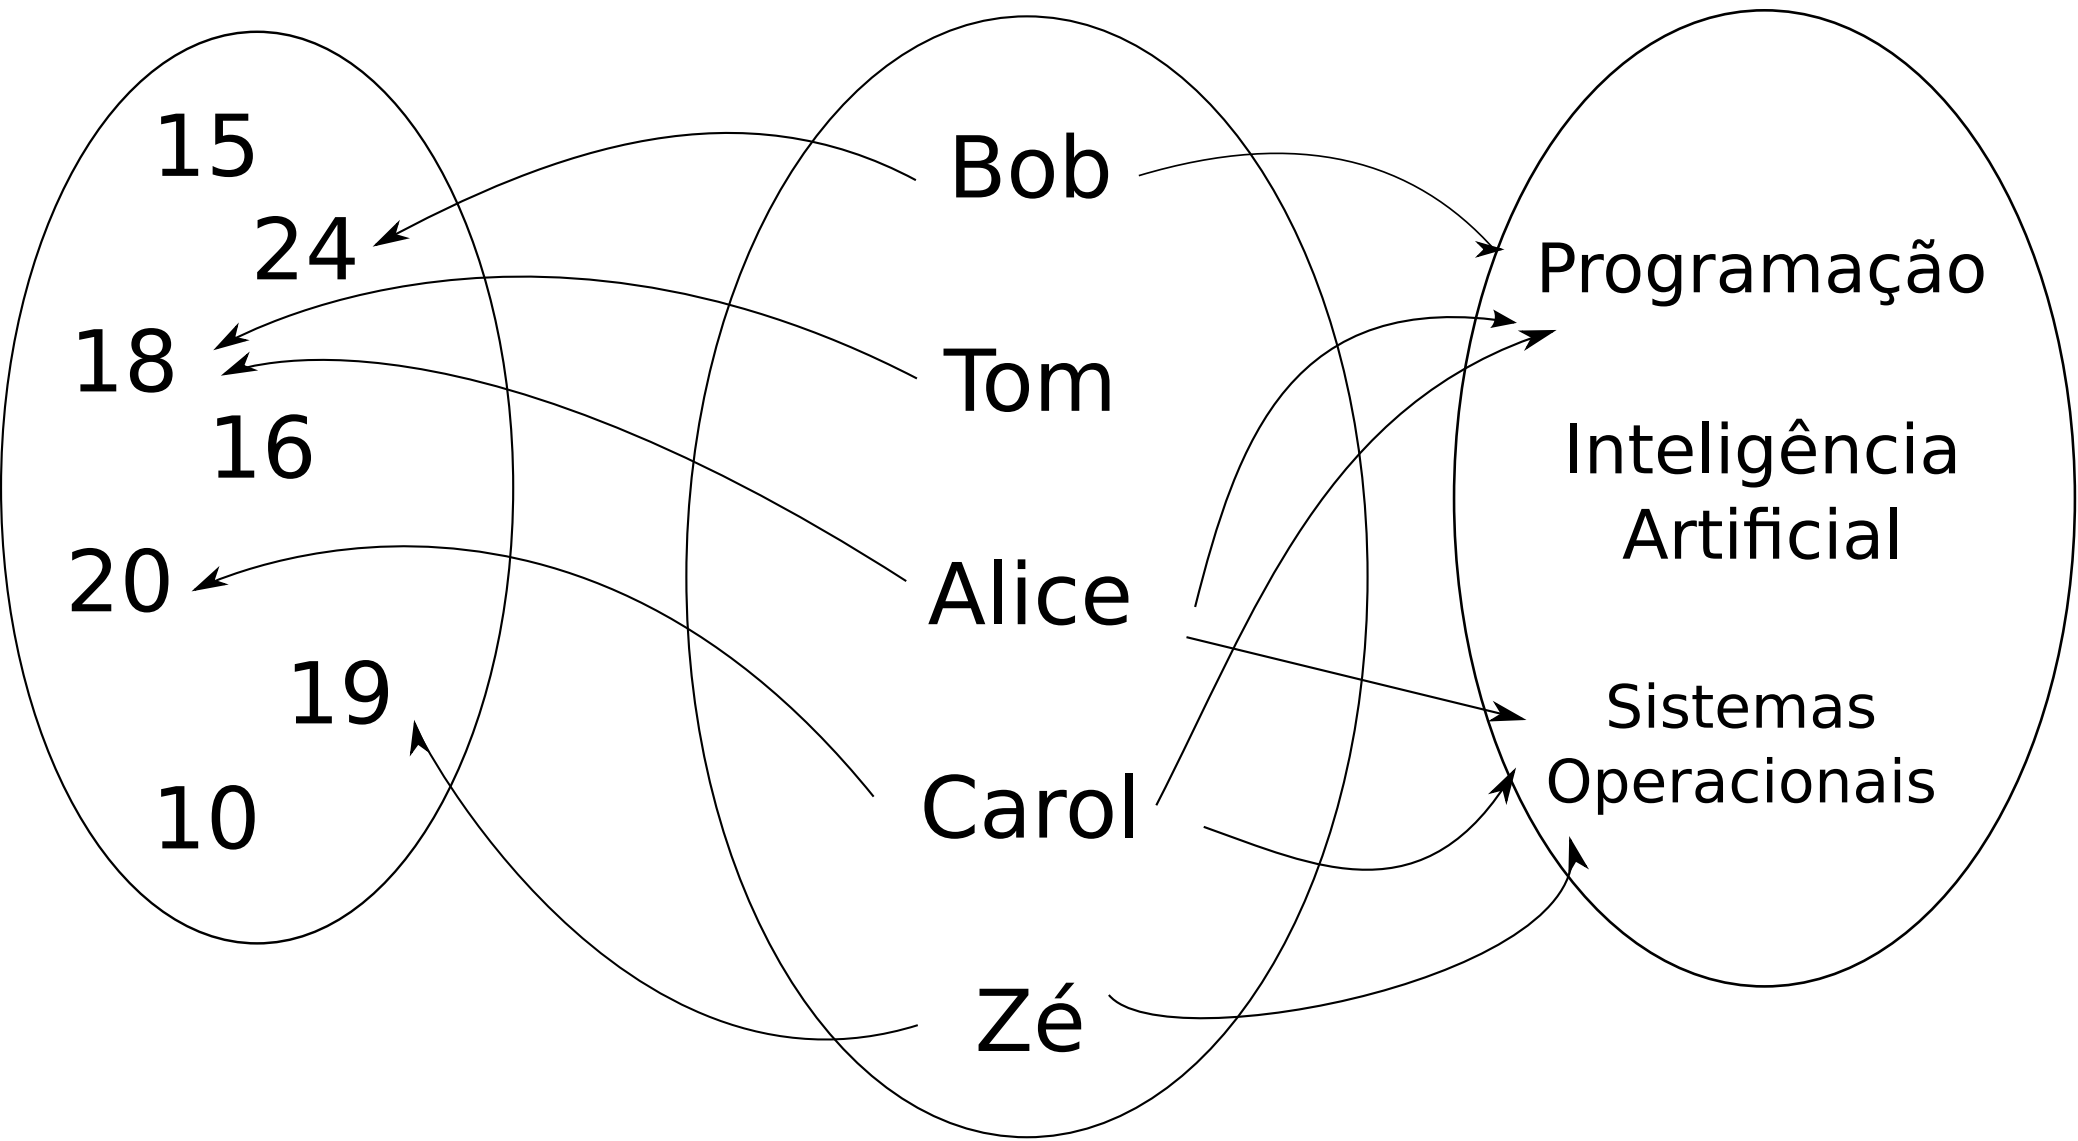 15
24
18
16
20
19
10
Bob
Tom
Alice
Carol
Zé
Programação
Inteligência
Artificial
Sistemas
Operacionais